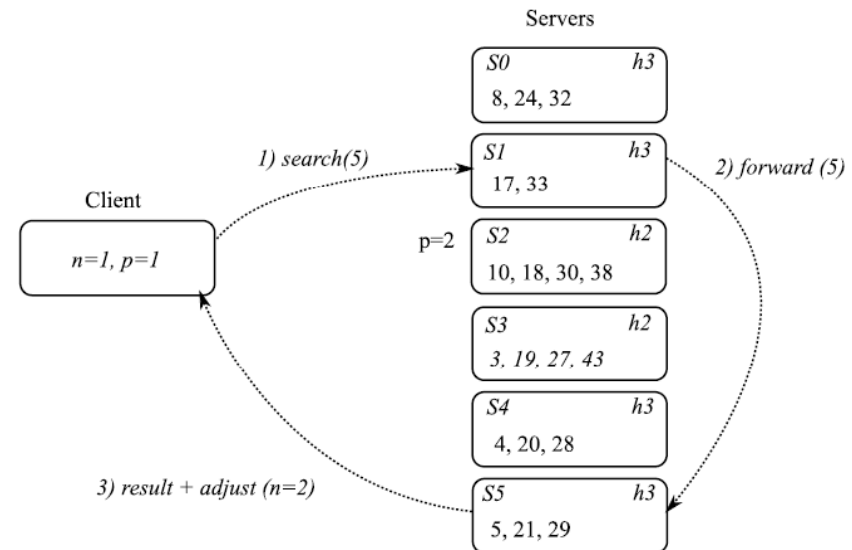 Servers
S0 h3
8, 24, 32
1) search(5)
S1 h3
17, 33
2) forward (5)
Client
n=1, p=1
p=2
S2 h2
10, 18, 30, 38
S3 h2
3, 19, 27, 43
S4 h3
4, 20, 28
3) result + adjust (n=2)
S5 h3
5, 21, 29